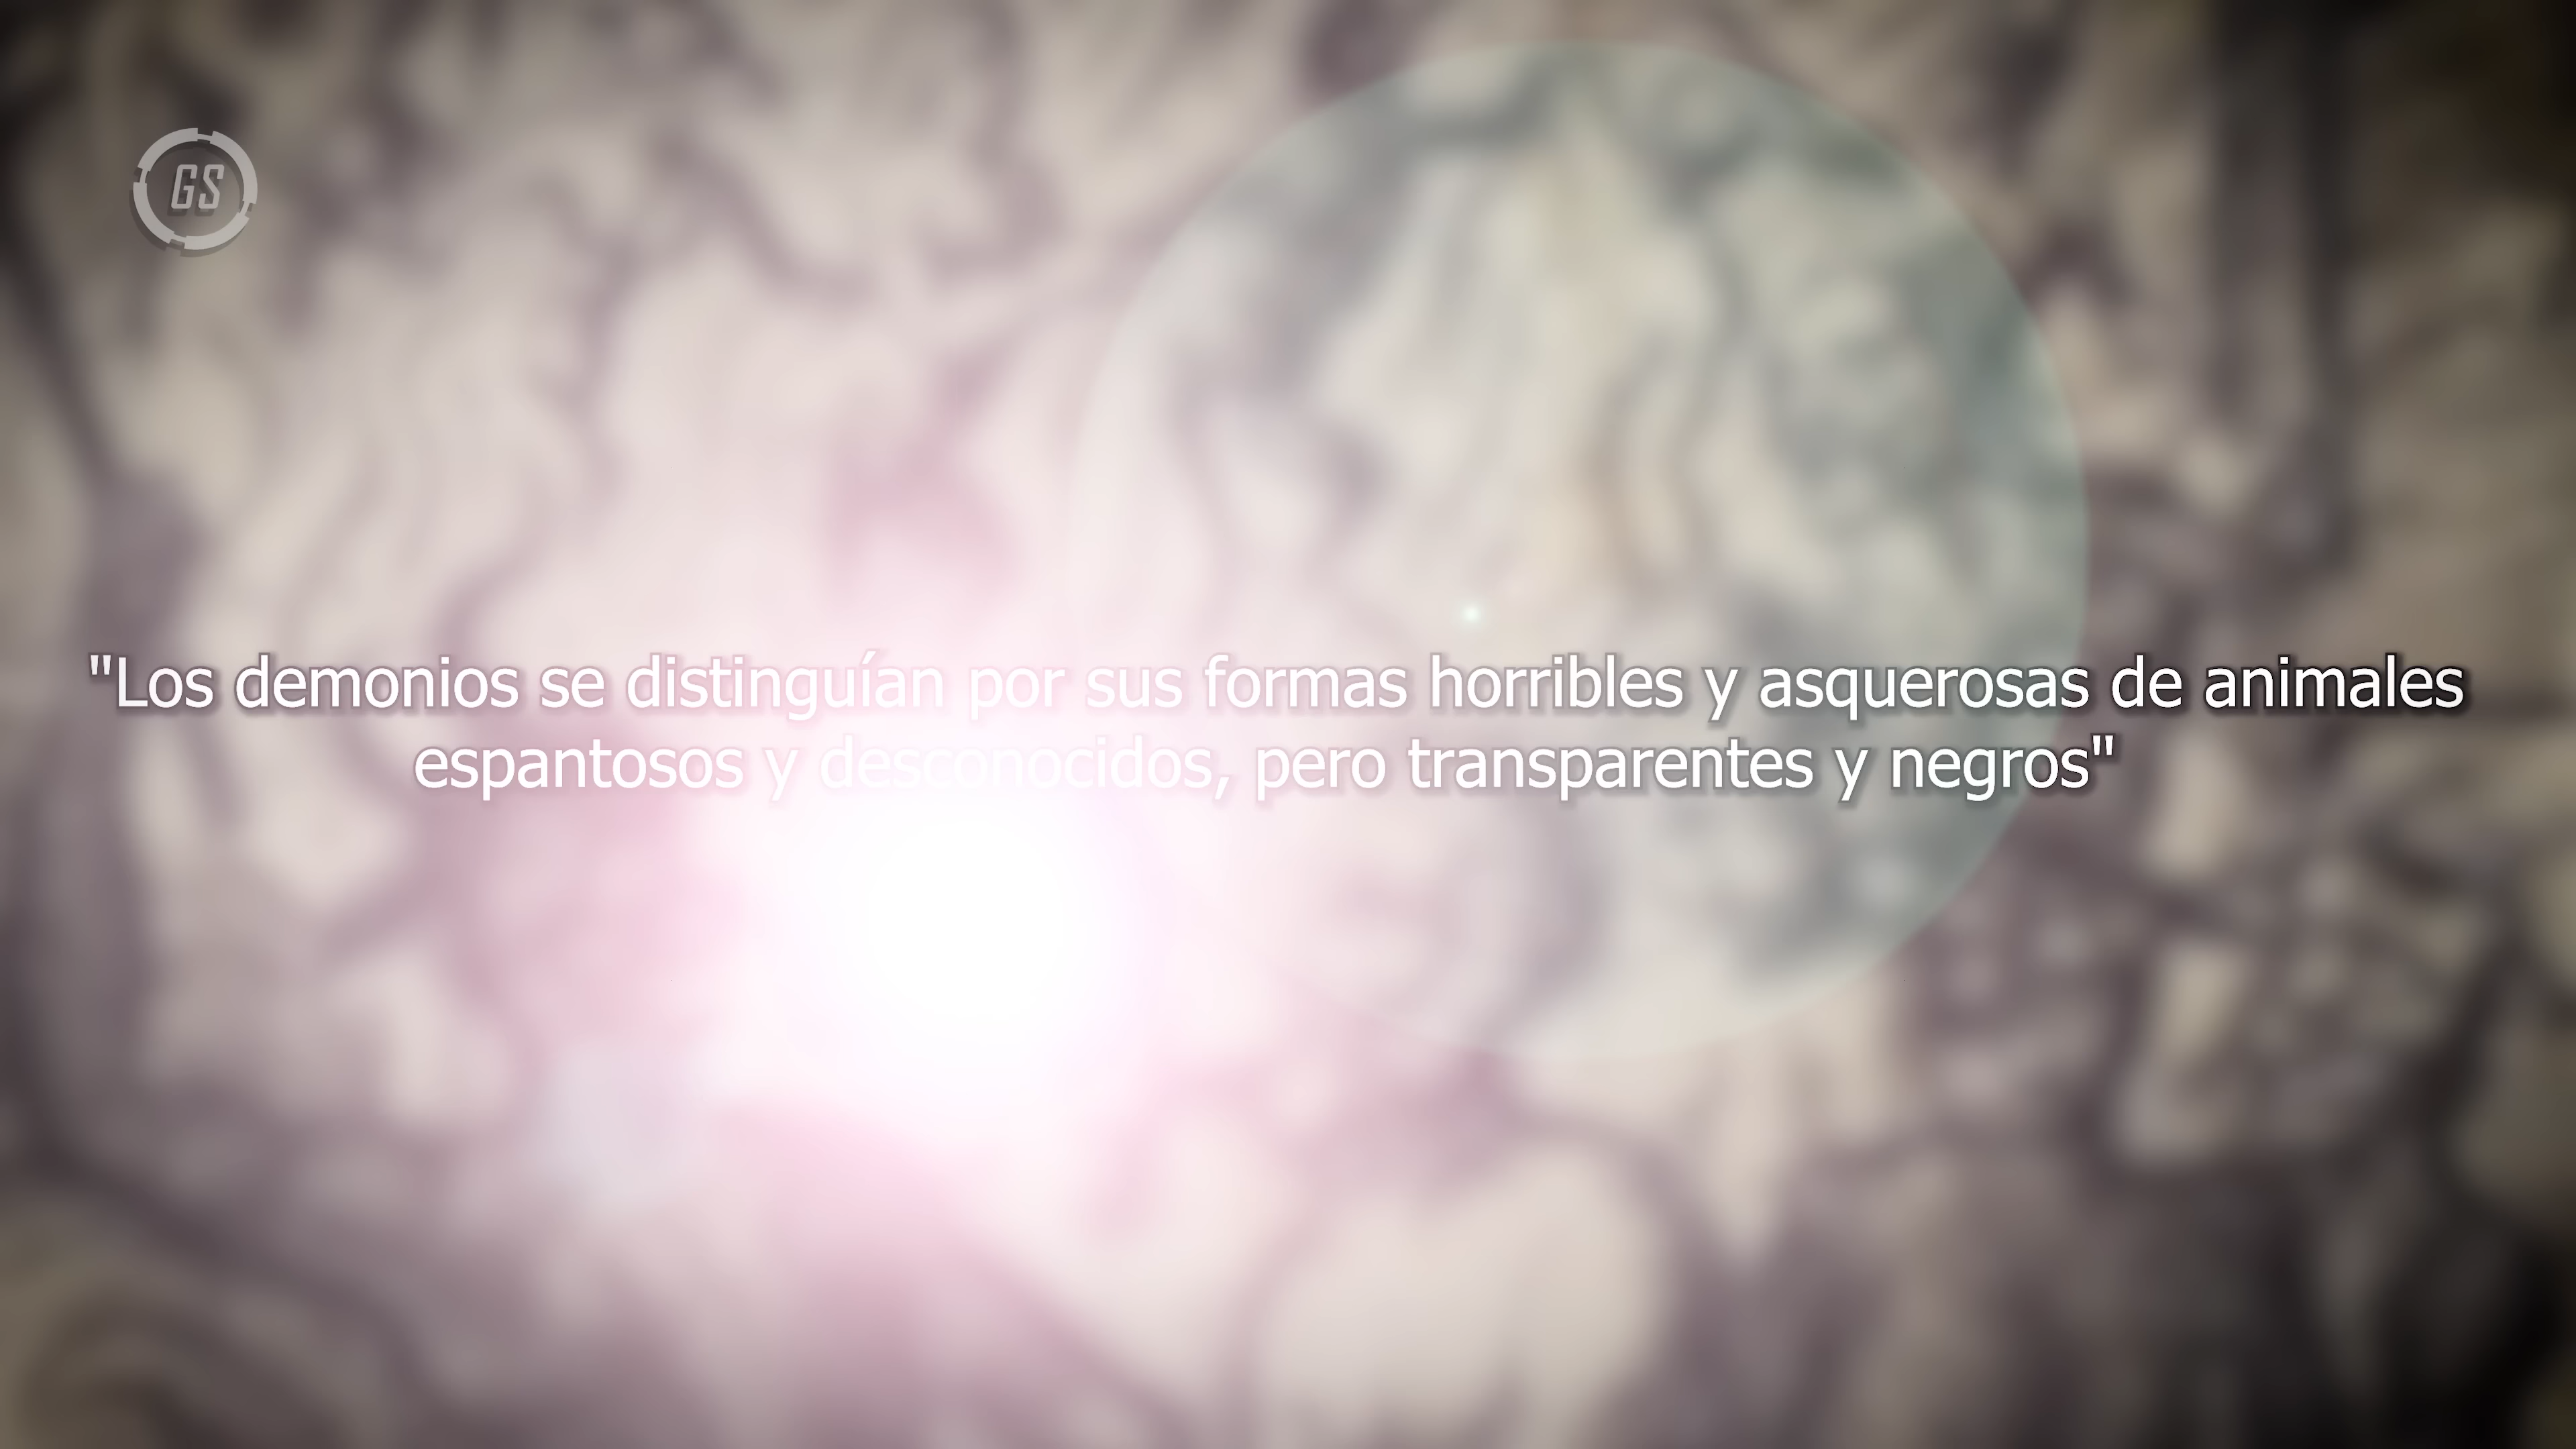 GS
"Los demonios se distinguían por sus formas horribles y asquerosas de animales
espantosos y desconocidos, pero transparentes y negros"